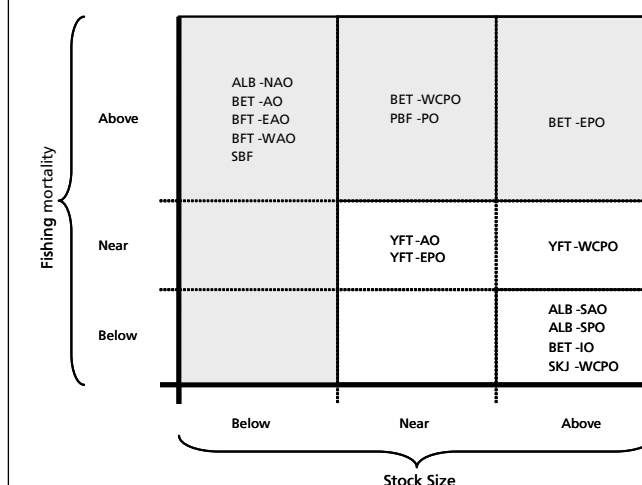 ALB -NAO
BET -AO
BFT -EAO
BFT -WAO
SBF
BET -WCPO
PBF -PO
BET -EPO
Above
Fishing mortality
Near
YFT -AO
YFT -EPO
YFT -WCPO
Below
ALB -SAO
ALB -SPO
BET -IO
SKJ -WCPO
Below
Near
Above
Stock Size